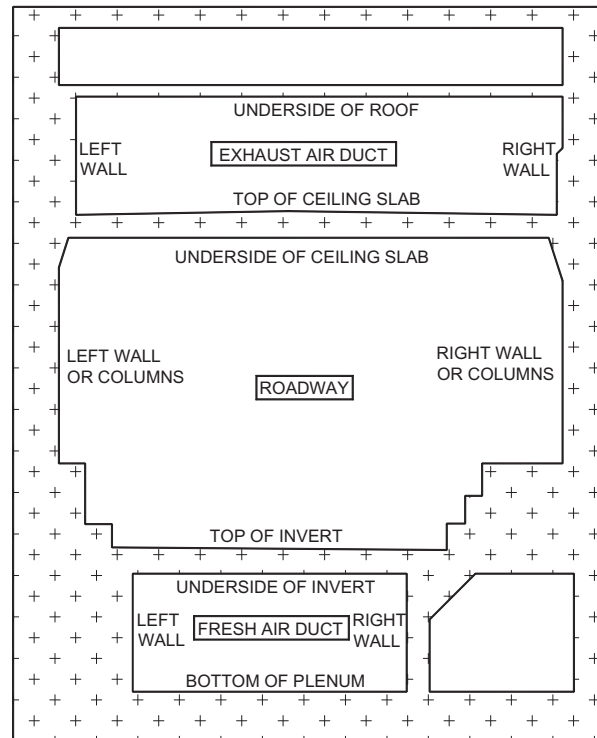 UNDERSIDE OF ROOF
LEFT
WALL
EXHAUST AIR DUCT
RIGHT
WALL
TOP OF CEILING SLAB
UNDERSIDE OF CEILING SLAB
LEFT WALL
OR COLUMNS
RIGHT WALL
OR COLUMNS
ROADWAY
TOP OF INVERT
UNDERSIDE OF INVERT
LEFT
WALL
FRESH AIR DUCT
RIGHT
WALL
BOTTOM OF PLENUM